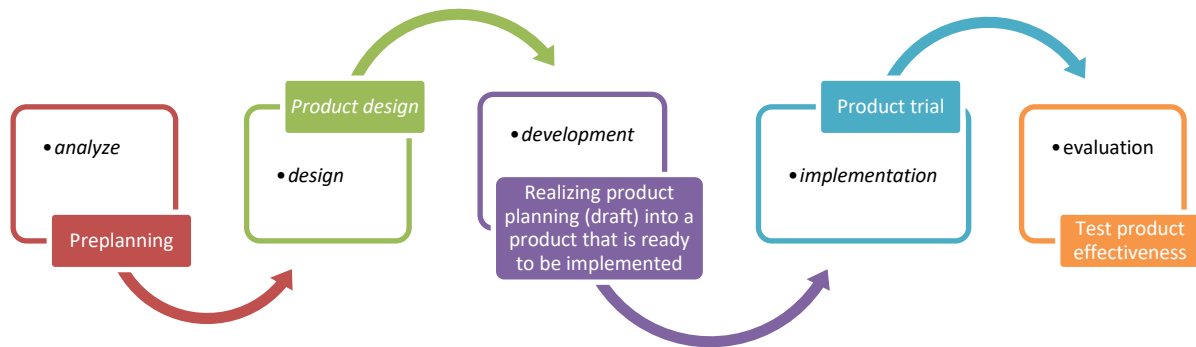 • analyze
Preplanning
Product design
• design
• development
Realizing product
planning (draft) into a
product that is ready
to be implemented
Product trial
• implementation
• evaluation
Test product
effectiveness